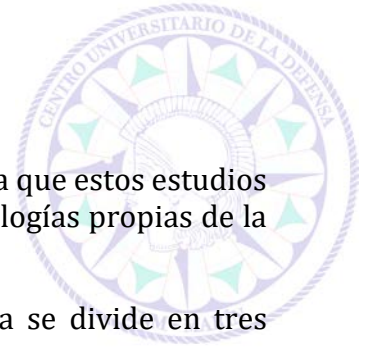 CENTRO UNIVERSITARIO DE LA DEFENSA
a que estos estudios
logías propias de la
a se divide en tres